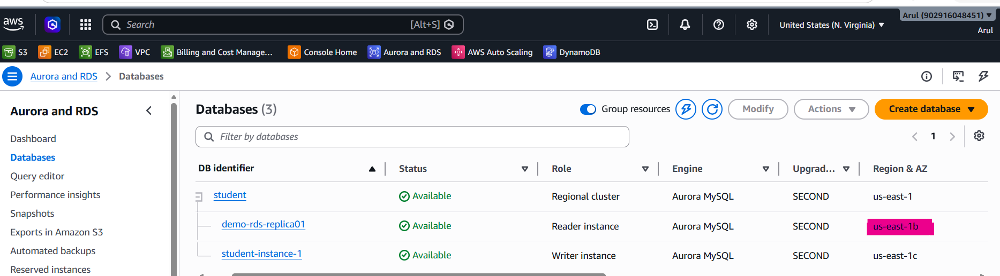 Arul (902916048451)
aws
Search [Alt+S]
United States (N. Virginia)
Arul
S3 EC2 EFS VPC Billing and Cost Manage... Console Home Aurora and RDS AWS Auto Scaling DynamoDB
Aurora and RDS > Databases
Aurora and RDS
Dashboard
Databases
Query editor
Performance insights
Snapshots
Exports in Amazon S3
Automated backups
Reserved instances
Databases (3)
Group resources Modify Actions Create database
Filter by databases
1
DB identifier Status Role Engine Upgrad... Region & AZ
student Available Regional cluster Aurora MySQL SECOND us-east-1
demo-rds-replica01 Available Reader instance Aurora MySQL SECOND us-east-1b
student-instance-1 Available Writer instance Aurora MySQL SECOND us-east-1c